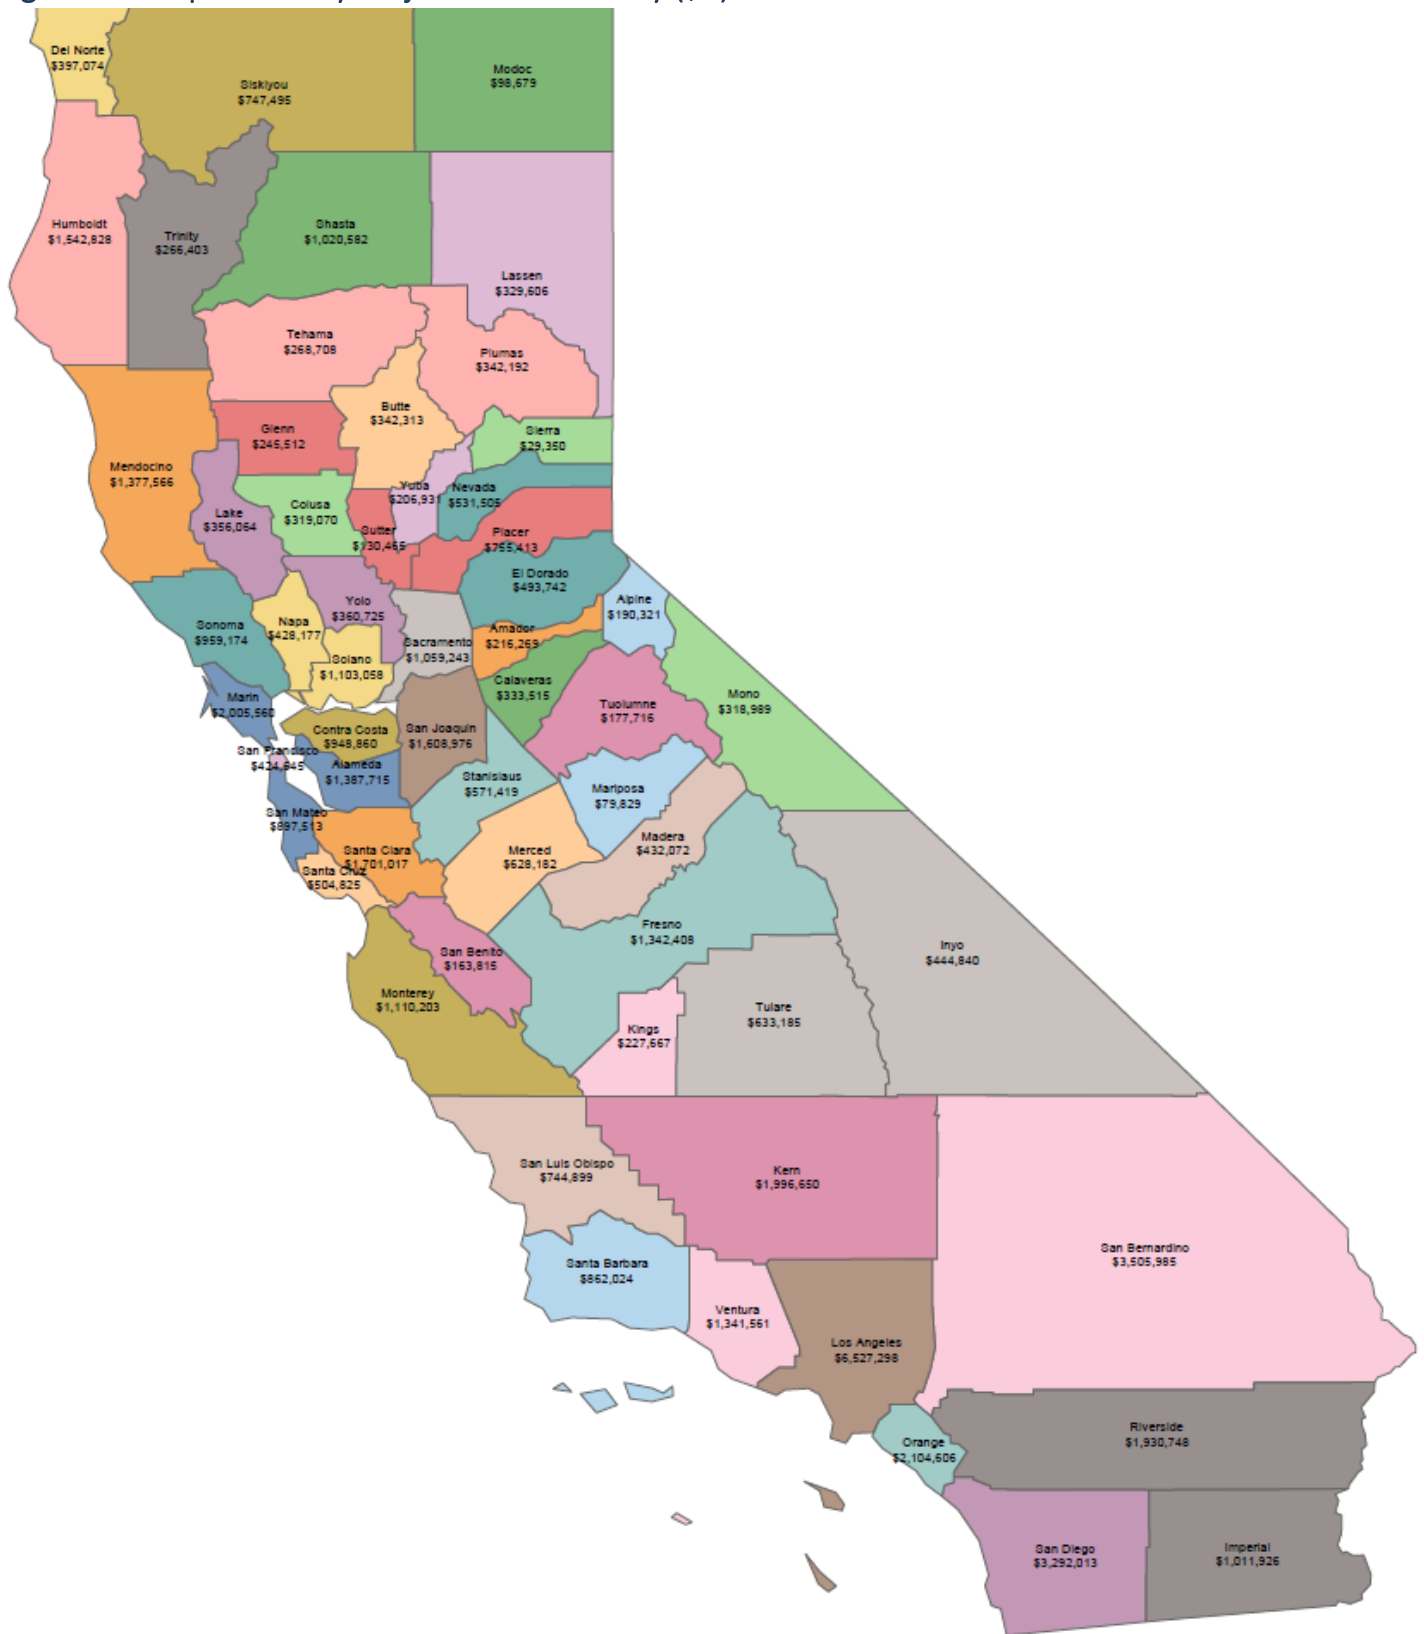 Del Norte
$397,074
Siskiyou
$747,495
Modoc
$98,679
Humboldt
$1,542,828
Trinity
$266,403
Shasta
$1,020,582
Lassen
$329,606
Tehama
$268,708
Plumas
$342,192
Butte
$342,313
Glenn
$245,512
Sierra
$29,350
Mendocino
$1,377,566
Lake
$356,064
Colusa
$319,070
Yuba
$206,931
Nevada
$531,505
Sutter
$130,465
Placer
$755,413
El Dorado
$493,742
Alpine
$190,321
Sonoma
$959,174
Napa
$428,177
Yolo
$360,725
Sacramento
$1,059,243
Amador
$216,269
Solano
$1,103,058
Calaveras
$333,515
Marin
$2,005,560
Tuolumne
$177,716
Mono
$318,989
Contra Costa
$948,860
San Joaquin
$1,608,976
San Francisco
$424,645
Alameda
$1,387,715
Stanislaus
$571,419
Mariposa
$79,829
San Mateo
$897,513
Santa Clara
$1,701,017
Merced
$628,182
Madera
$432,072
Santa Cruz
$504,825
Fresno
$1,342,408
San Benito
$163,815
Inyo
$444,840
Monterey
$1,110,203
Tulare
$633,185
Kings
$227,667
San Luis Obispo
$744,899
Kern
$1,996,650
San Bernardino
$3,505,985
Santa Barbara
$862,024
Ventura
$1,341,561
Los Angeles
$6,527,298
Orange
$2,104,606
Riverside
$1,930,748
San Diego
$3,292,013
Imperial
$1,011,926